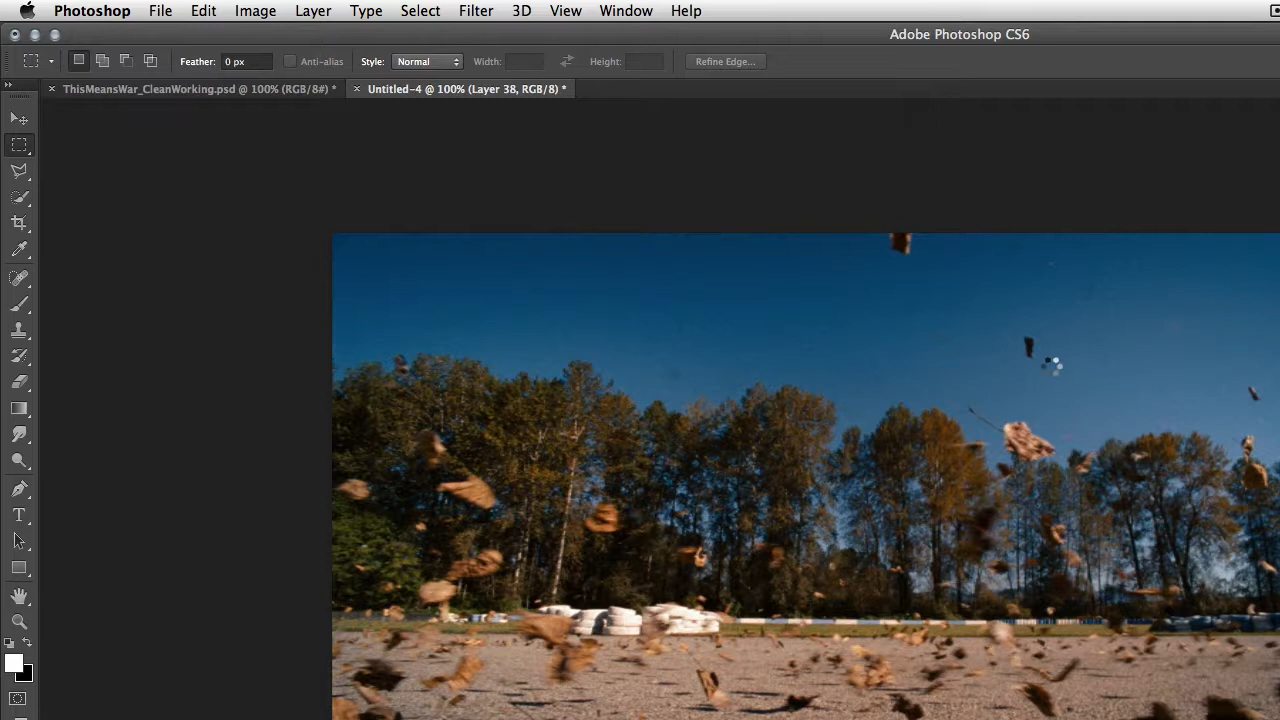 Photoshop File Edit Image Layer Type Select Filter 3D View Window Help
Adobe Photoshop CS6
Feather: 0 px Anti-alias Style: Normal Width: Height: Refine Edge...
ThisMeansWar_CleanWorking.psd @ 100% (RGB/8#) * Untitled-4 @ 100% (Layer 38, RGB/8) *